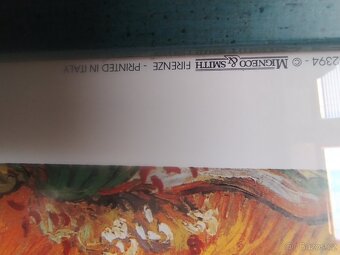 2394 - © MIGNECO & SMITH FIRENZE - PRINTED IN ITALY